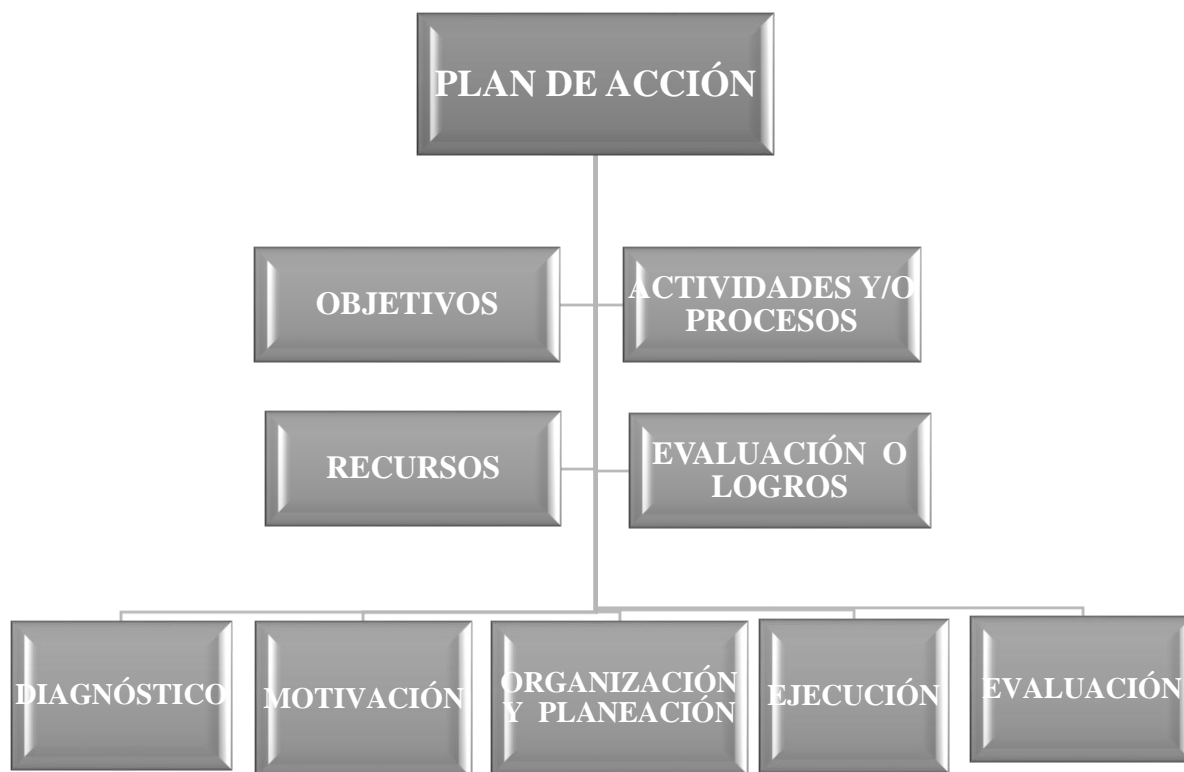 PLAN DE ACCIÓN
OBJETIVOS
ACTIVIDADES Y/O
PROCESOS
RECURSOS
EVALUACIÓN O
LOGROS
DIAGNÓSTICO
MOTIVACIÓN
ORGANIZACIÓN
Y PLANEACIÓN
EJECUCIÓN
EVALUACIÓN